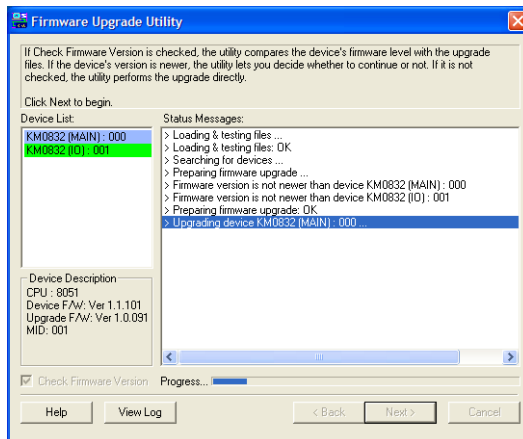 Firmware Upgrade Utility
If Check Firmware Version is checked, the utility compares the device's firmware level with the upgrade
files. If the device's version is newer, the utility lets you decide whether to continue or not. If it is not
checked, the utility performs the upgrade directly.
Click Next to begin.
Device List:
Status Messages:
KM0832 (MAIN) : 000
KM0832 (IO) : 001
> Loading & testing files ...
> Loading & testing files: OK
> Searching for devices ...
> Preparing firmware upgrade ...
> Firmware version is not newer than device KM0832 (MAIN) : 000
> Firmware version is not newer than device KM0832 (IO) : 001
> Preparing firmware upgrade: OK
> Upgrading device KM0832 (MAIN) : 000 ...
Device Description
CPU : 8051
Device F/W: Ver 1.1.101
Upgrade F/W: Ver 1.0.091
MID: 001
Check Firmware Version
Progress...
Help
View Log
< Back
Next >
Cancel